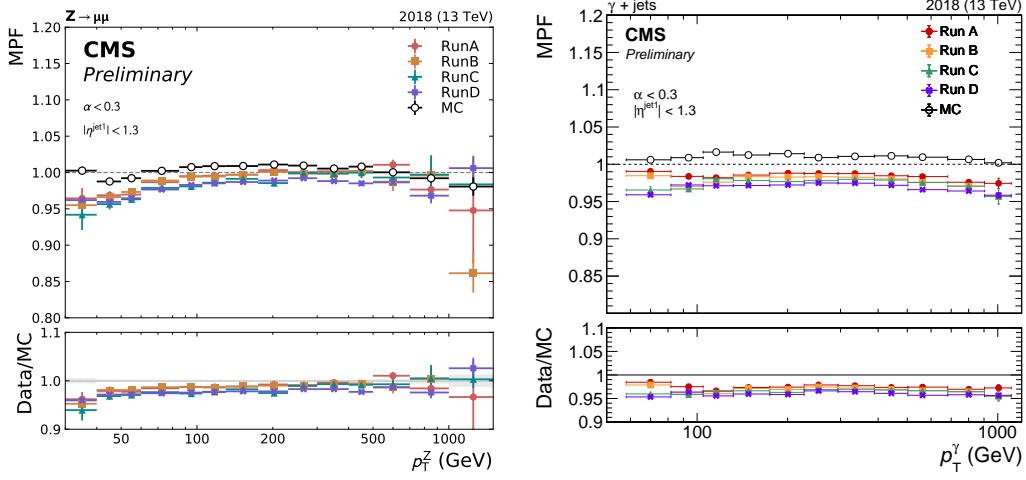 Z → μμ
2018 (13 TeV)
MPF
CMS
Preliminary
α < 0.3
|η^jet1| < 1.3
RunA
RunB
RunC
RunD
MC
1.20
1.15
1.10
1.05
1.00
0.95
0.90
0.85
0.80
Data/MC
1.1
1.0
0.9
50
100
200
500
1000
p_T^Z (GeV)
γ + jets
2018 (13 TeV)
MPF
CMS
Preliminary
α < 0.3
|η^jet1| < 1.3
Run A
Run B
Run C
Run D
MC
1.2
1.15
1.1
1.05
1
0.95
0.9
0.85
Data/MC
1.1
1.05
1
0.95
0.9
100
1000
p_T^γ (GeV)